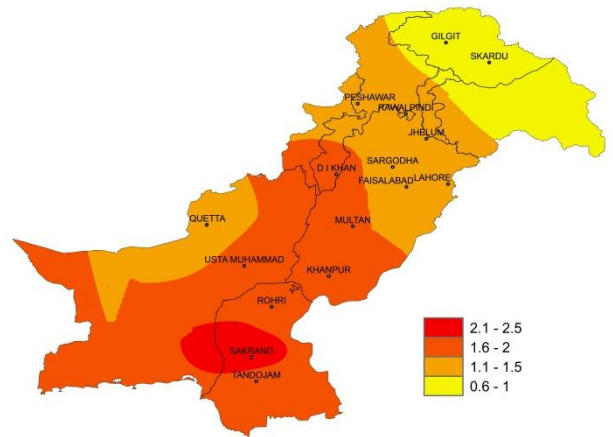 GILGIT
SKARDU
PESHAWAR
RAWALPINDI
JHELUM
SARGODHA
D I KHAN
FAISALABAD
LAHORE
QUETTA
MULTAN
USTA MUHAMMAD
KHANPUR
ROHRI
SAKRAND
TANDOJAM
2.1 - 2.5
1.6 - 2
1.1 - 1.5
0.6 - 1